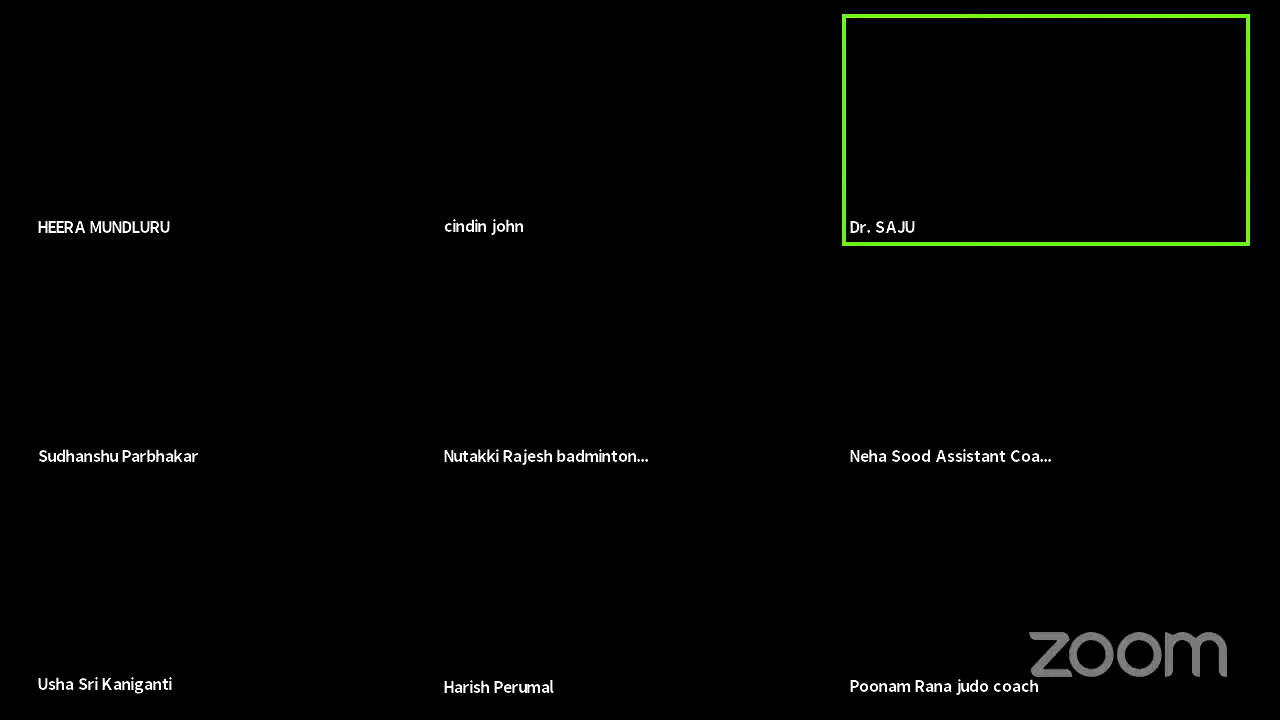 HEERA MUNDLURU
cindin john
Dr. SAJU
Sudhanshu Parbhakar
Nutakki Rajesh badminton...
Neha Sood Assistant Coa...
Usha Sri Kaniganti
Harish Perumal
Poonam Rana judo coach
zoom